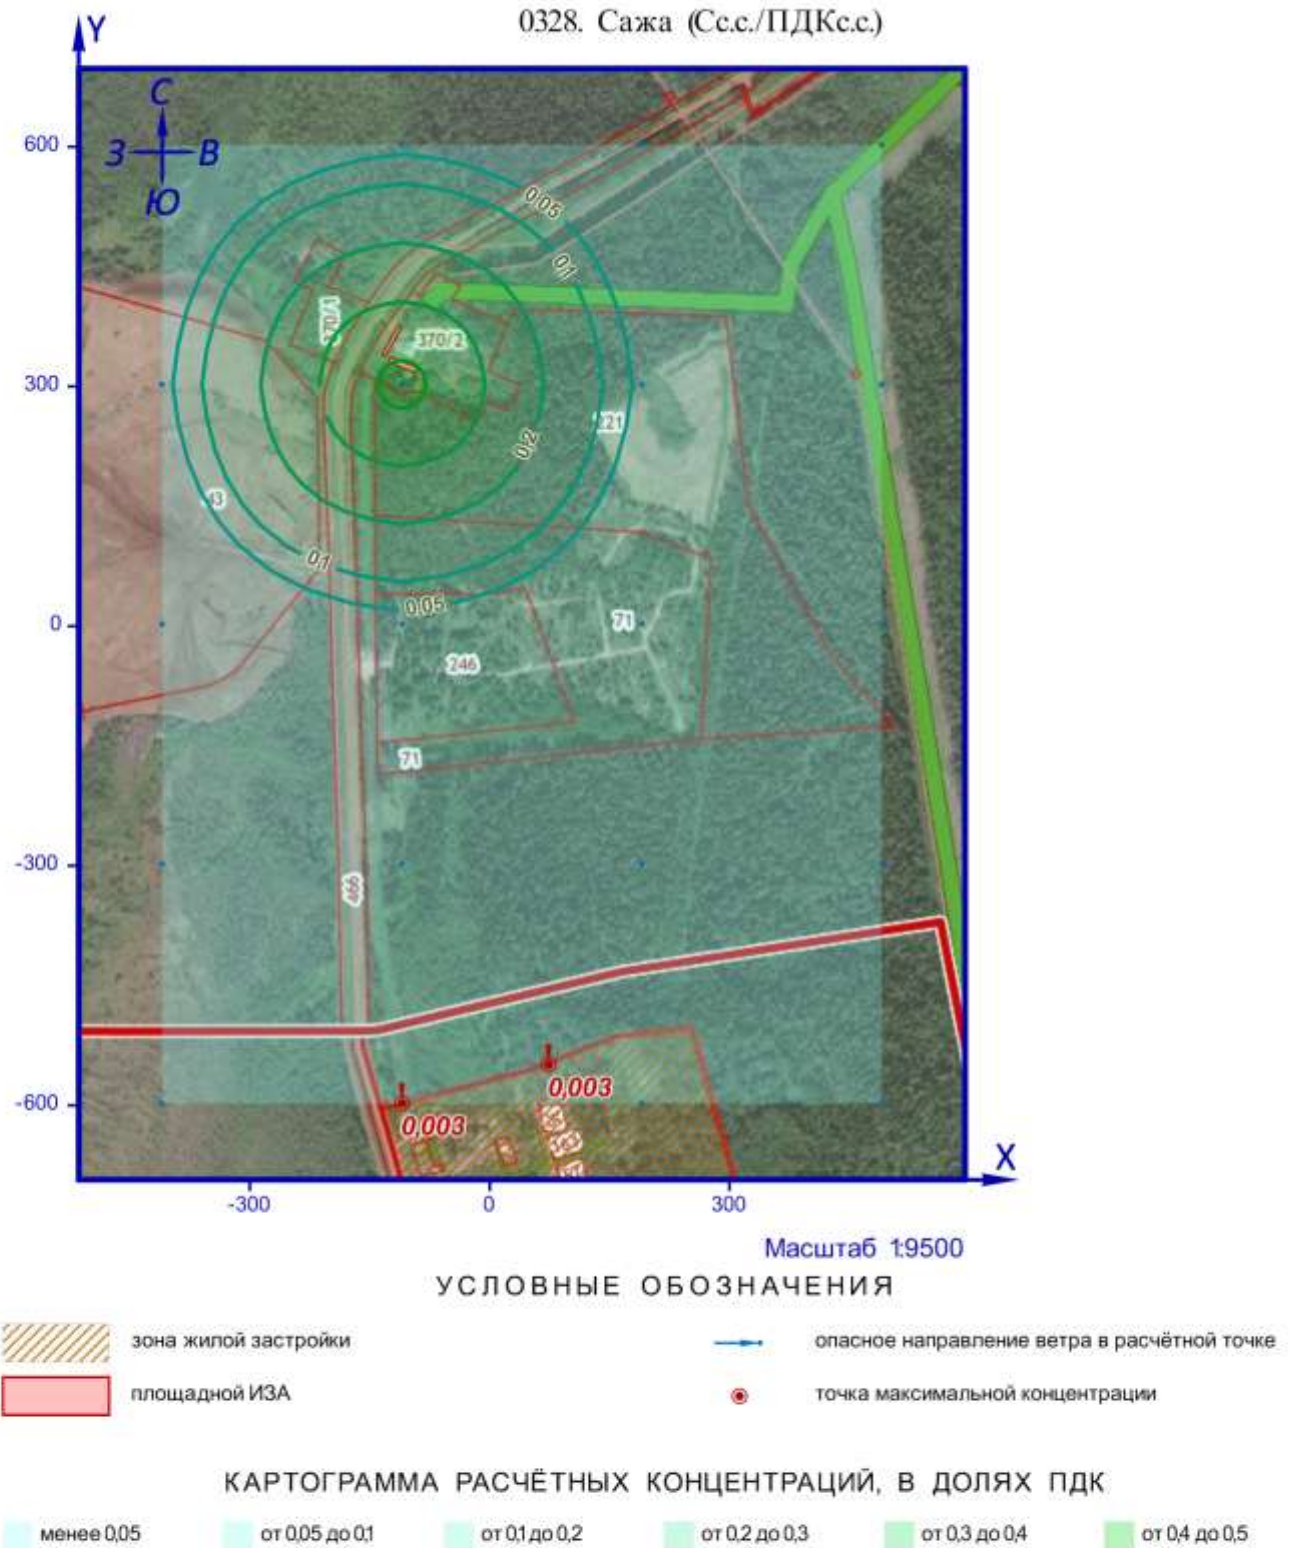 0328. Сажа (Сс.с./ПДКс.с.)
Y
С
З В
Ю
600
300
0
-300
-600
0,05
0,1
370/1
370/2
221
0,2
43
0,1
0,05
71
246
71
466
0,003
0,003
343
X
-300 0 300
Масштаб 1:9500
УСЛОВНЫЕ ОБОЗНАЧЕНИЯ
зона жилой застройки
опасное направление ветра в расчётной точке
площадной ИЗА
точка максимальной концентрации
КАРТОГРАММА РАСЧЁТНЫХ КОНЦЕНТРАЦИЙ, В ДОЛЯХ ПДК
менее 0,05 от 0,05 до 0,1 от 0,1 до 0,2 от 0,2 до 0,3 от 0,3 до 0,4 от 0,4 до 0,5